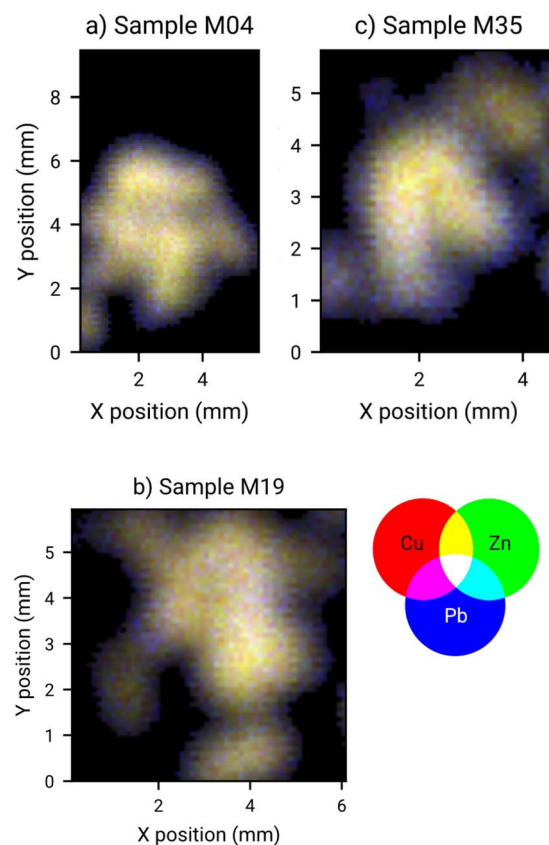 a) Sample M04
c) Sample M35
Y position (mm)
8
6
4
2
0
2 4
X position (mm)
5
4
3
2
1
0
2 4
X position (mm)
b) Sample M19
Y position (mm)
5
4
3
2
1
0
2 4 6
X position (mm)
Cu Zn
Pb